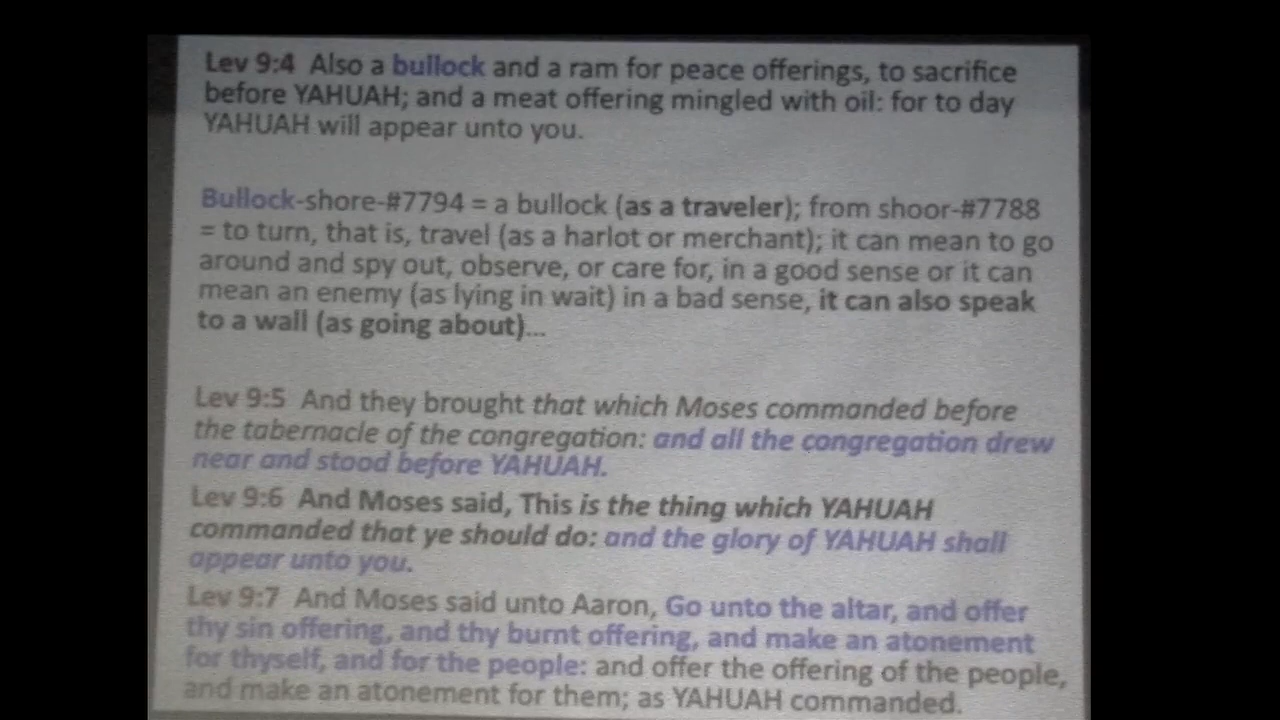 Lev 9:4 Also a bullock and a ram for peace offerings, to sacrifice
before YAHUAH; and a meat offering mingled with oil: for to day
YAHUAH will appear unto you.
Bullock-shore-#7794 = a bullock (as a traveler); from shoor-#7788
= to turn, that is, travel (as a harlot or merchant); it can mean to go
around and spy out, observe, or care for, in a good sense or it can
mean an enemy (as lying in wait) in a bad sense, it can also speak
to a wall (as going about)...
Lev 9:5 And they brought that which Moses commanded before
the tabernacle of the congregation: and all the congregation drew
near and stood before YAHUAH.
Lev 9:6 And Moses said, This is the thing which YAHUAH
commanded that ye should do: and the glory of YAHUAH shall
appear unto you.
Lev 9:7 And Moses said unto Aaron, Go unto the altar, and offer
thy sin offering, and thy burnt offering, and make an atonement
for thyself, and for the people: and offer the offering of the people,
and make an atonement for them; as YAHUAH commanded.